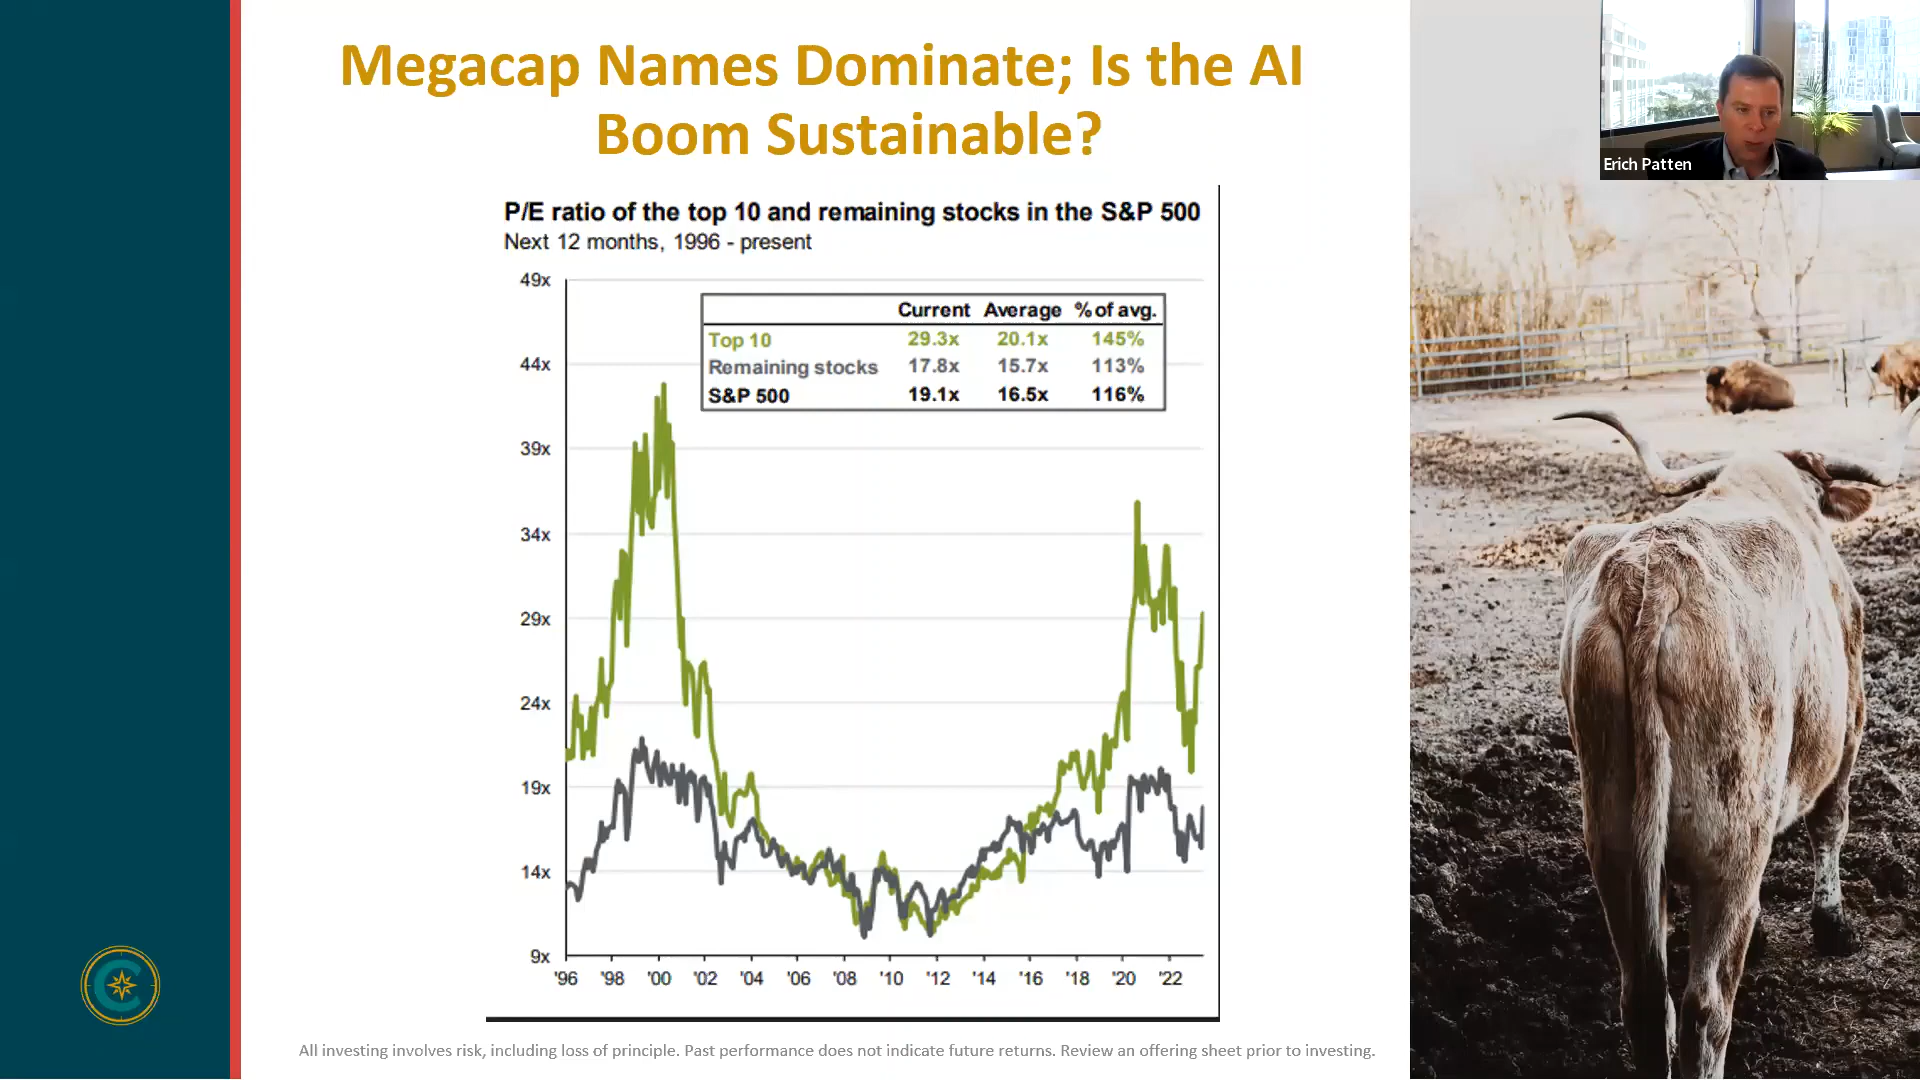 Megacap Names Dominate; Is the AI
Boom Sustainable?
Erich Patten
P/E ratio of the top 10 and remaining stocks in the S&P 500
Next 12 months, 1996 - present
Current Average % of avg.
Top 10 29.3x 20.1x 145%
Remaining stocks 17.8x 15.7x 113%
S&P 500 19.1x 16.5x 116%
49x
44x
39x
34x
29x
24x
19x
14x
9x
'96 '98 '00 '02 '04 '06 '08 '10 '12 '14 '16 '18 '20 '22
All investing involves risk, including loss of principle. Past performance does not indicate future returns. Review an offering sheet prior to investing.